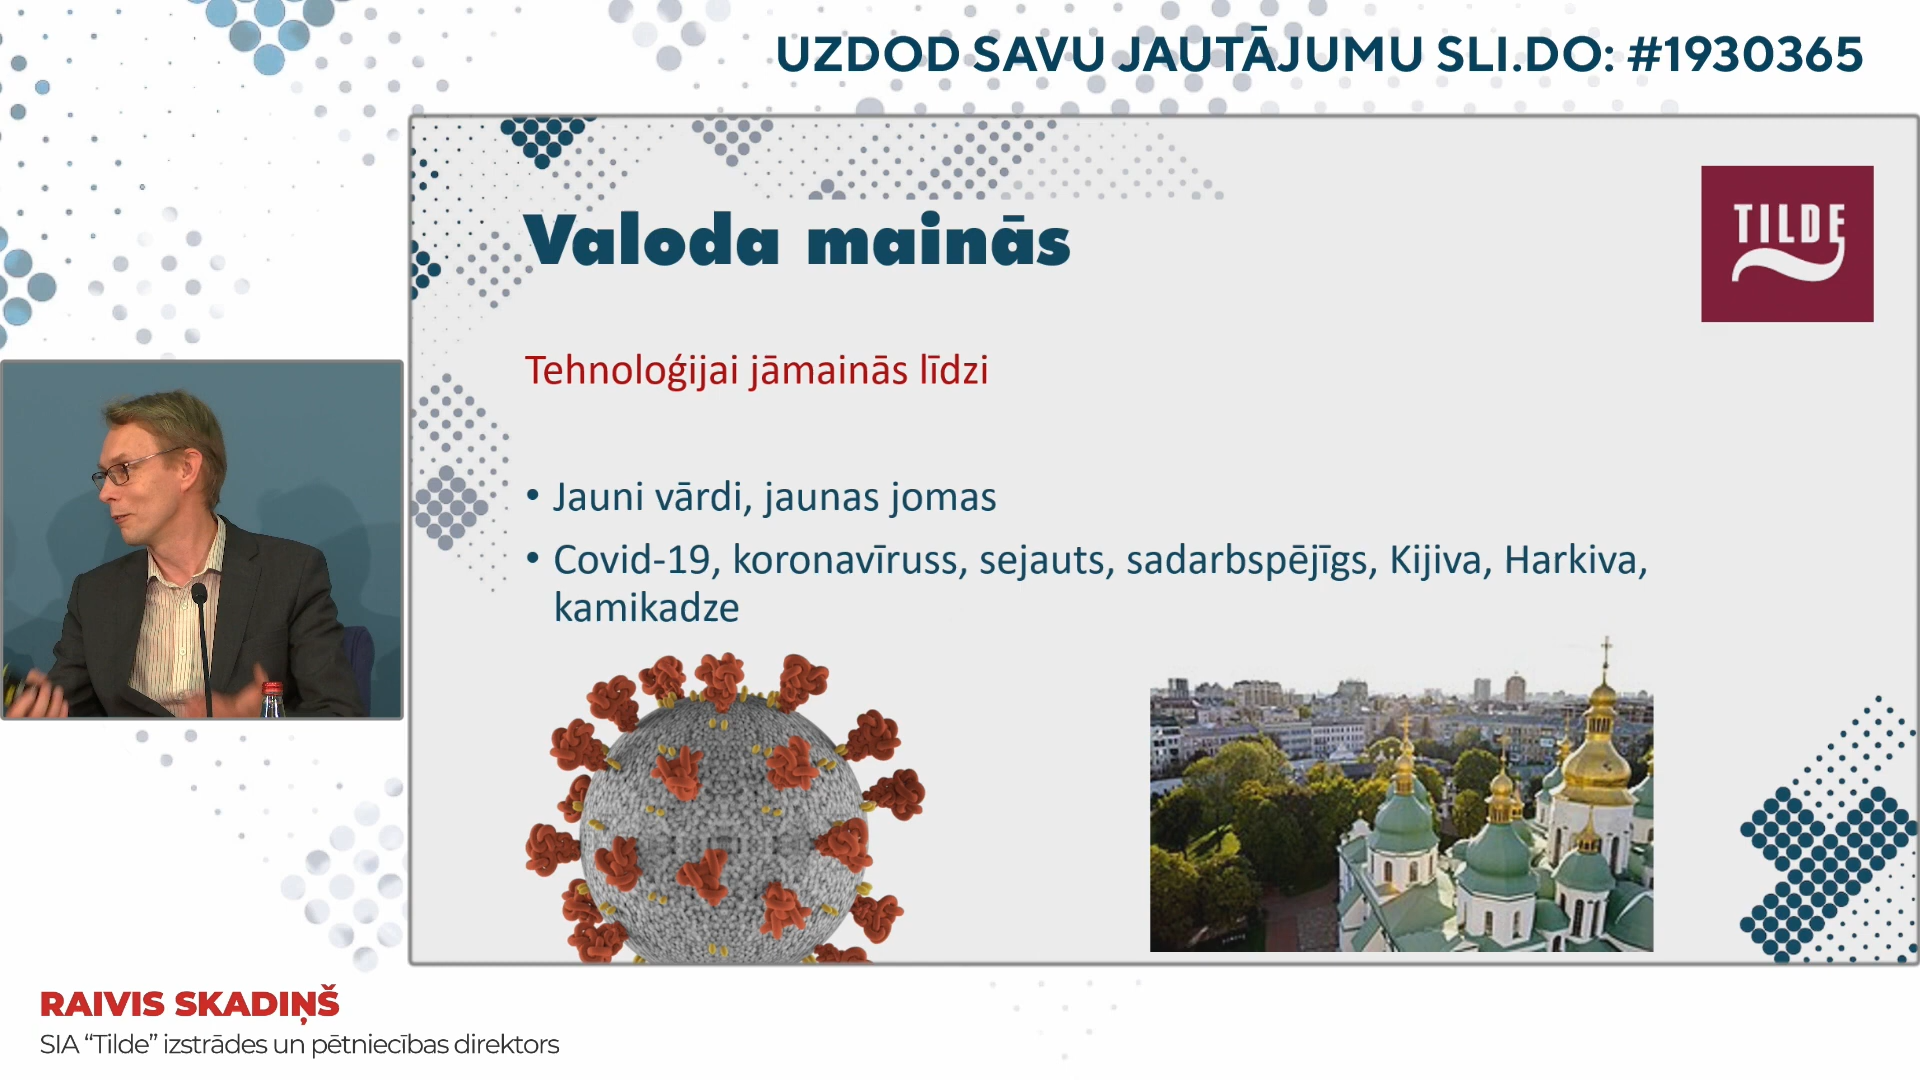 UZDOD SAVU JAUTĀJUMU SLI.DO: #1930365
TILDE
Valoda mainās
Tehnoloģijai jāmainās līdzi
• Jauni vārdi, jaunas jomas
• Covid-19, koronavīruss, sejauts, sadarbspējīgs, Kijiva, Harkiva,
kamikadze
RAIVIS SKADIŅŠ
SIA “Tilde” izstrādes un pētniecības direktors